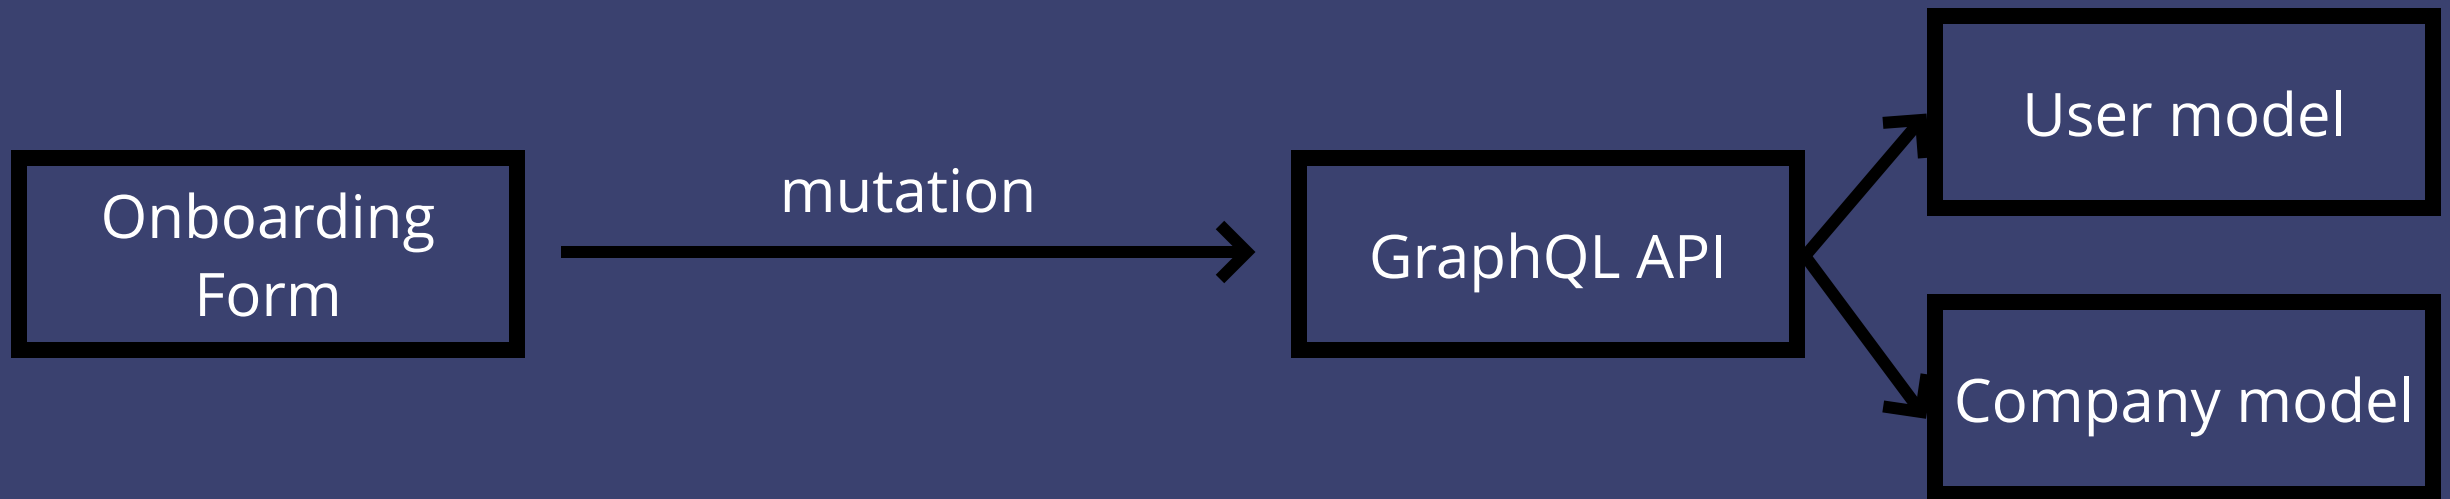 Onboarding
Form
mutation
GraphQL API
User model
Company model